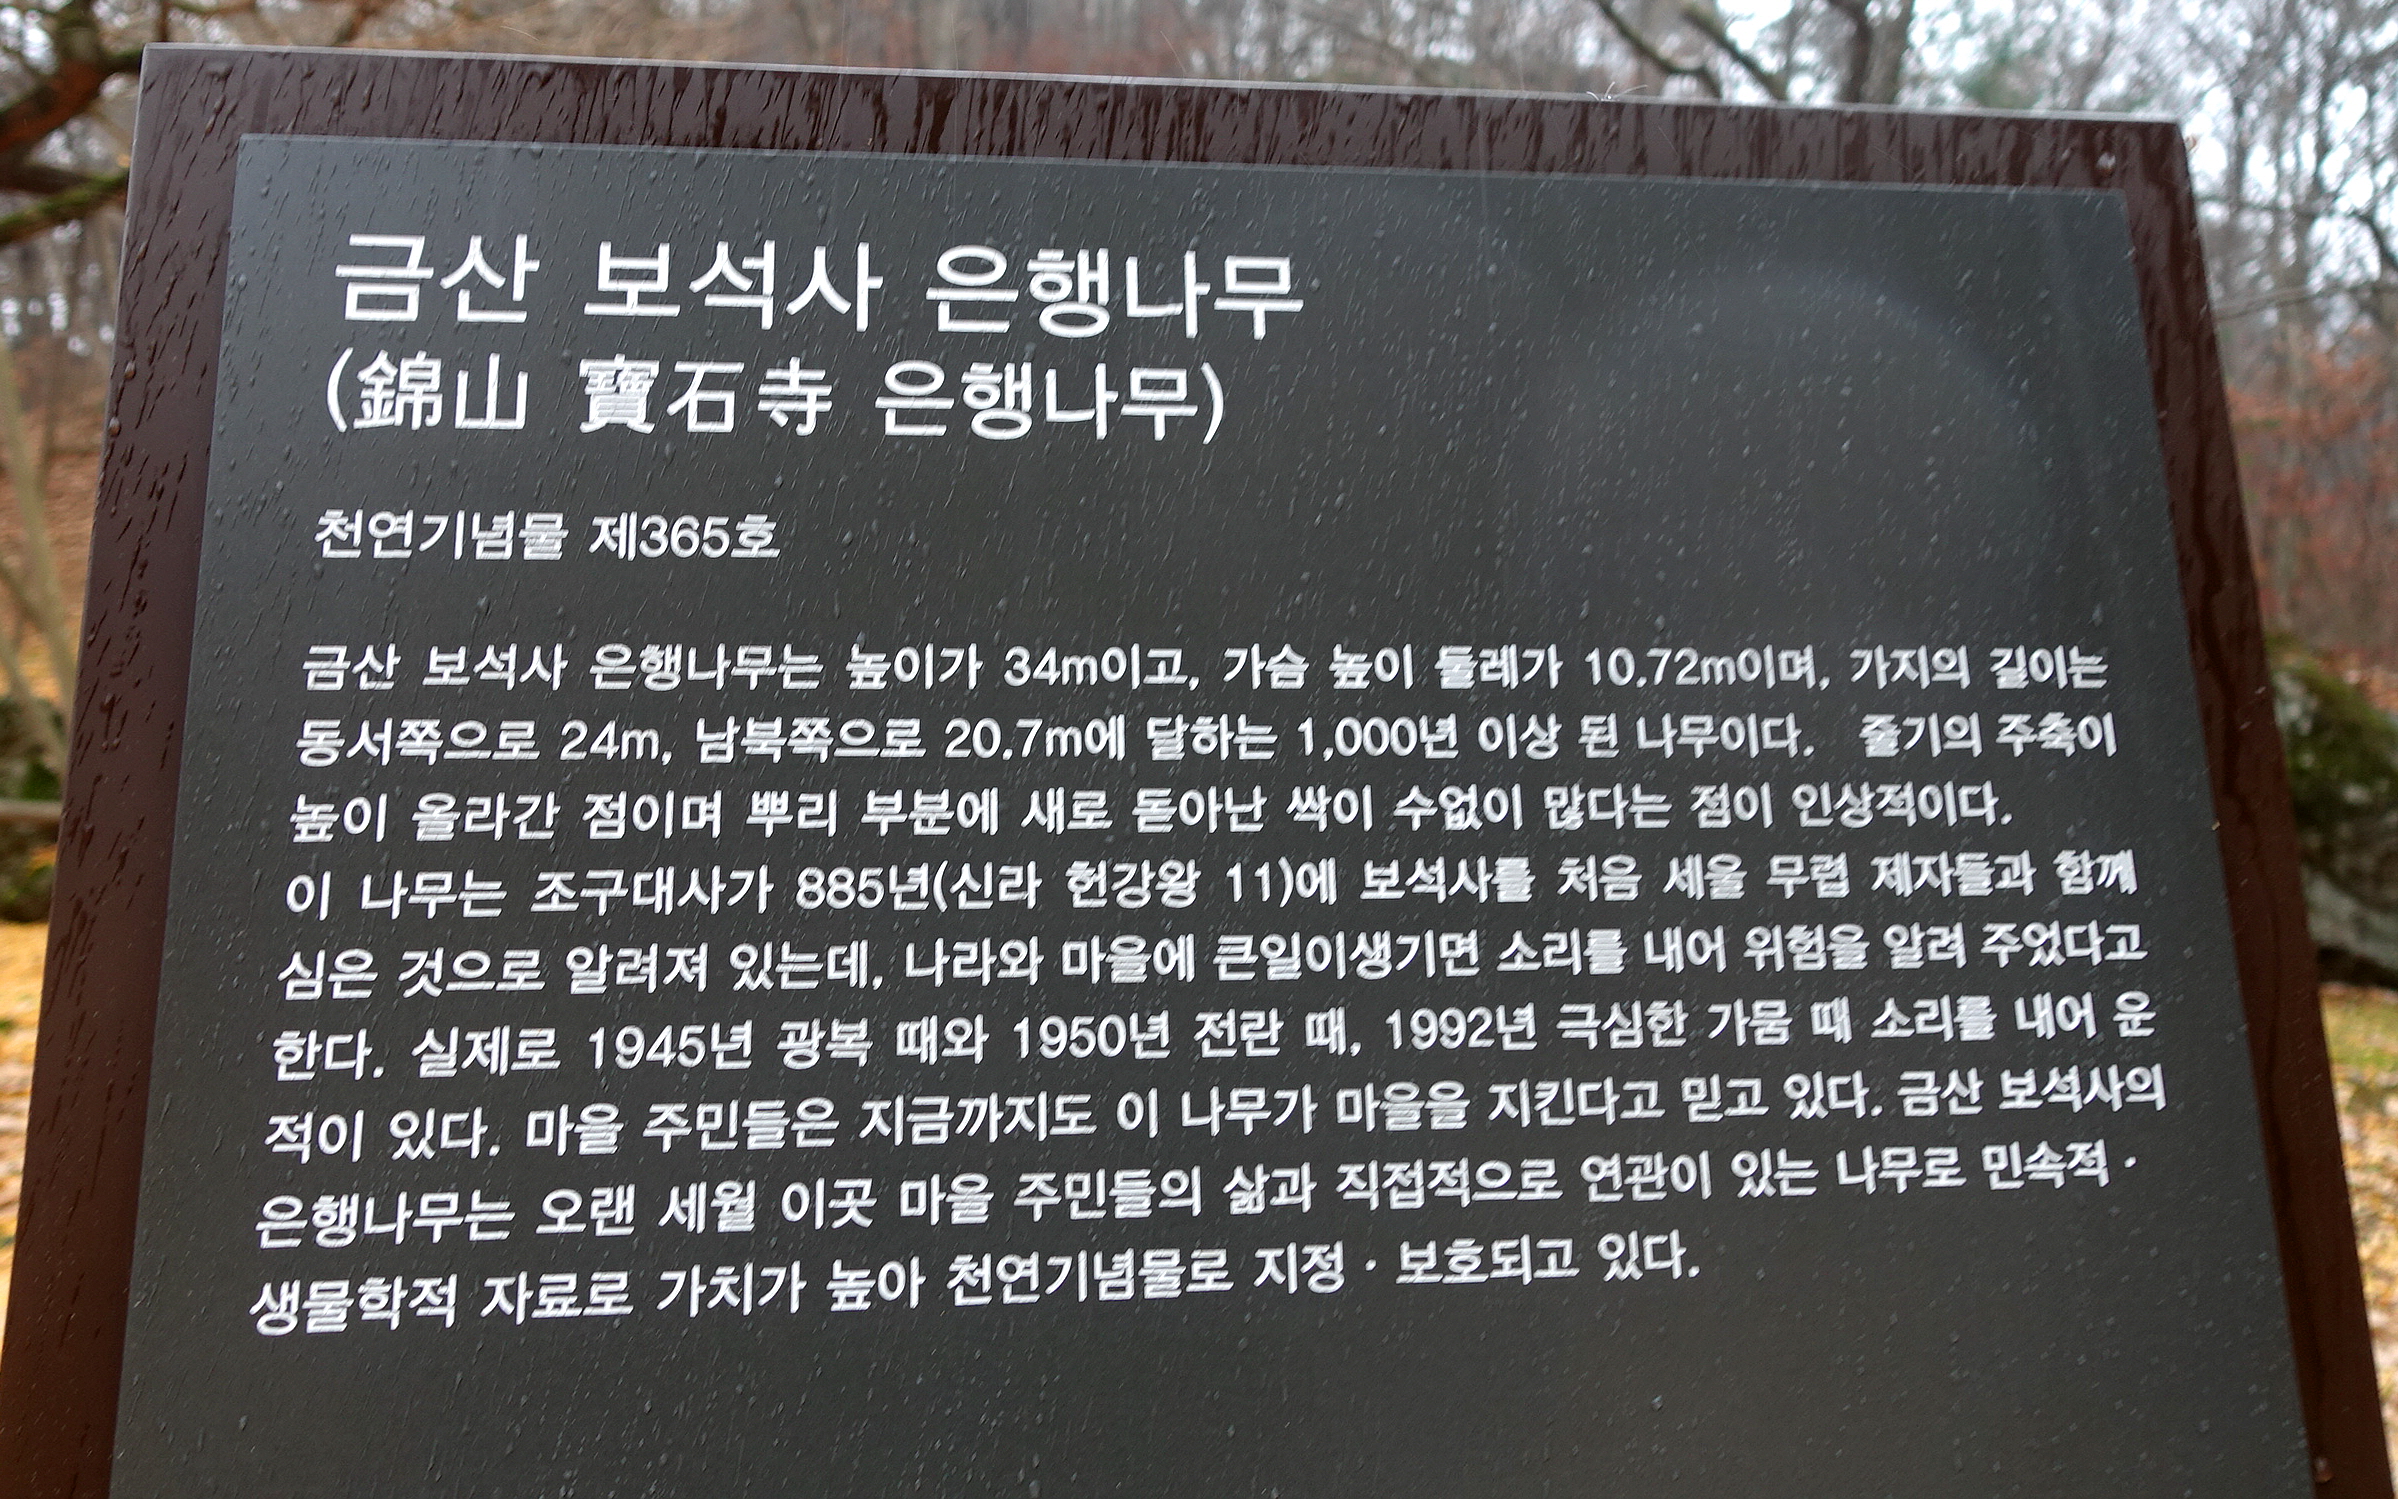 금산 보석사 은행나무
(錦山 寶石寺 은행나무)
천연기념물 제365호
금산 보석사 은행나무는 높이가 34m이고, 가슴 높이 둘레가 10.72m이며, 가지의 길이는
동서쪽으로 24m, 남북쪽으로 20.7m에 달하는 1,000년 이상 된 나무이다. 줄기의 주축이
높이 올라간 점이며 뿌리 부분에 새로 돋아난 싹이 수없이 많다는 점이 인상적이다.
이 나무는 조구대사가 885년(신라 헌강왕 11)에 보석사를 처음 세울 무렵 제자들과 함께
심은 것으로 알려져 있는데, 나라와 마을에 큰일이생기면 소리를 내어 위험을 알려 주었다고
한다. 실제로 1945년 광복 때와 1950년 전란 때, 1992년 극심한 가뭄 때 소리를 내어 운
적이 있다. 마을 주민들은 지금까지도 이 나무가 마을을 지킨다고 믿고 있다. 금산 보석사의
은행나무는 오랜 세월 이곳 마을 주민들의 삶과 직접적으로 연관이 있는 나무로 민속적 ·
생물학적 자료로 가치가 높아 천연기념물로 지정 · 보호되고 있다.